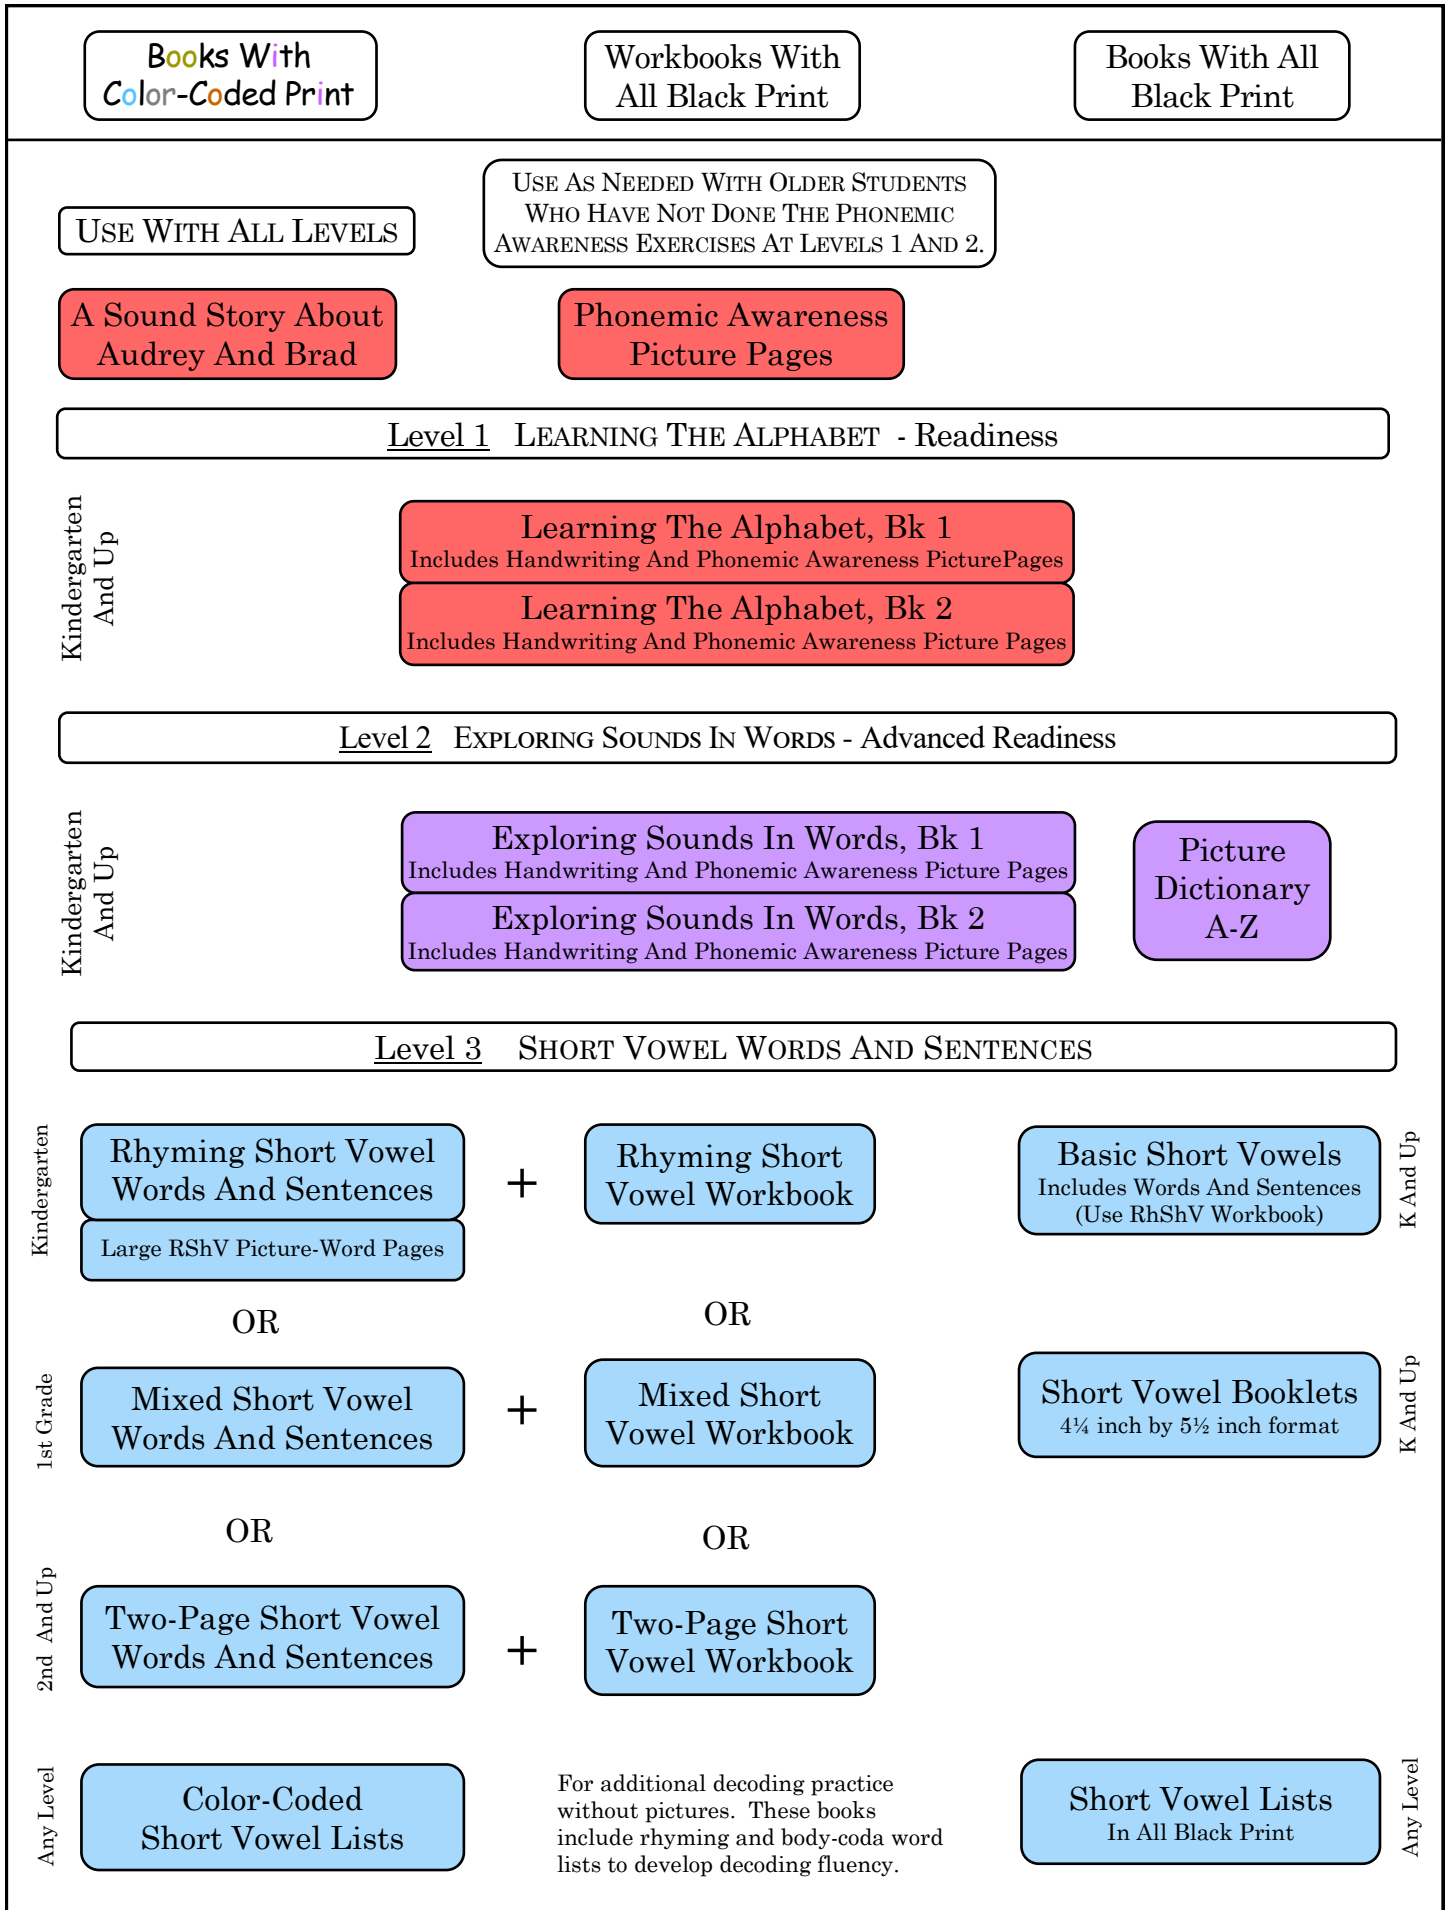 Books With
Color-Coded Print
Workbooks With
All Black Print
Books With All
Black Print
USE WITH ALL LEVELS
USE AS NEEDED WITH OLDER STUDENTS
WHO HAVE NOT DONE THE PHONEMIC
AWARENESS EXERCISES AT LEVELS 1 AND 2.
A Sound Story About
Audrey And Brad
Phonemic Awareness
Picture Pages
Level 1 LEARNING THE ALPHABET - Readiness
Kindergarten
And Up
Learning The Alphabet, Bk 1
Includes Handwriting And Phonemic Awareness PicturePages
Learning The Alphabet, Bk 2
Includes Handwriting And Phonemic Awareness Picture Pages
Level 2 EXPLORING SOUNDS IN WORDS - Advanced Readiness
Kindergarten
And Up
Exploring Sounds In Words, Bk 1
Includes Handwriting And Phonemic Awareness Picture Pages
Exploring Sounds In Words, Bk 2
Includes Handwriting And Phonemic Awareness Picture Pages
Picture
Dictionary
A-Z
Level 3 SHORT VOWEL WORDS AND SENTENCES
Kindergarten
Rhyming Short Vowel
Words And Sentences
Large RShV Picture-Word Pages
+
Rhyming Short
Vowel Workbook
Basic Short Vowels
Includes Words And Sentences
(Use RhShV Workbook)
K And Up
OR
OR
1st Grade
Mixed Short Vowel
Words And Sentences
+
Mixed Short
Vowel Workbook
Short Vowel Booklets
4¼ inch by 5½ inch format
K And Up
OR
OR
2nd And Up
Two-Page Short Vowel
Words And Sentences
+
Two-Page Short
Vowel Workbook
Any Level
Color-Coded
Short Vowel Lists
For additional decoding practice
without pictures. These books
include rhyming and body-coda word
lists to develop decoding fluency.
Short Vowel Lists
In All Black Print
Any Level